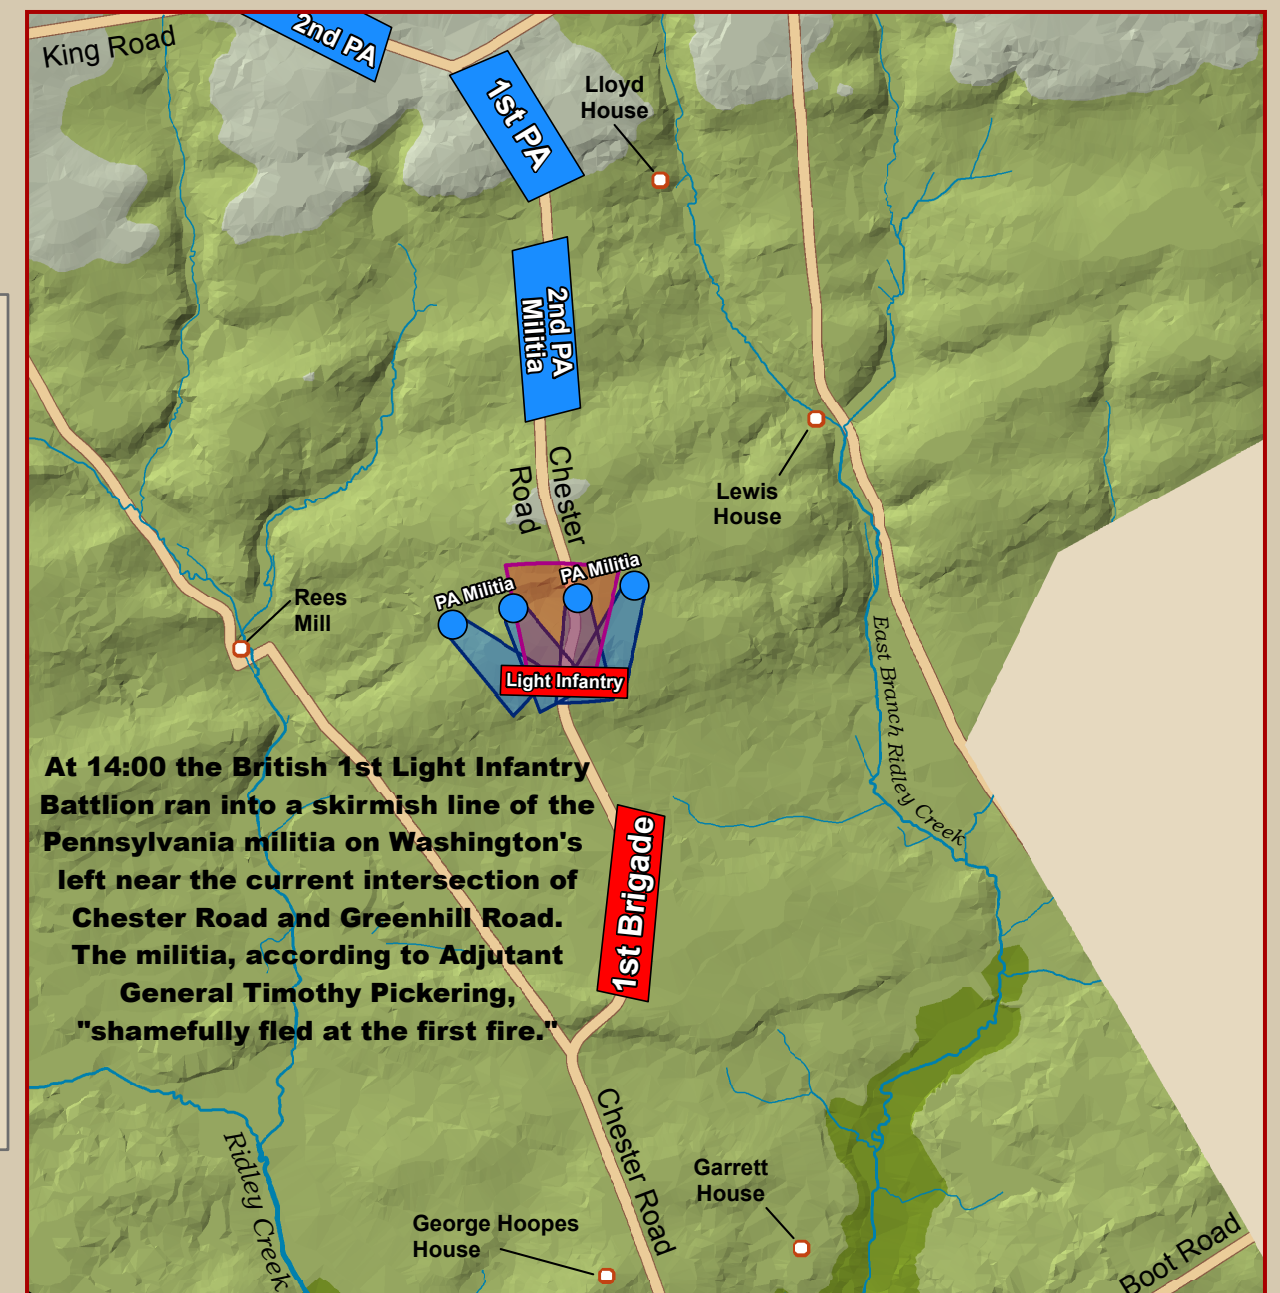 2nd PA
King Road
1st PA
Lloyd
House
2nd PA
Militia
Chester
Road
Lewis
House
PA Militia
PA Militia
Rees
Mill
Light Infantry
East Branch Ridley Creek
At 14:00 the British 1st Light Infantry
Battlion ran into a skirmish line of the
Pennsylvania militia on Washington's
left near the current intersection of
Chester Road and Greenhill Road.
The militia, according to Adjutant
General Timothy Pickering,
"shamefully fled at the first fire."
1st Brigade
Chester Road
Ridley Creek
Garrett
House
George Hoopes
House
Boot Road